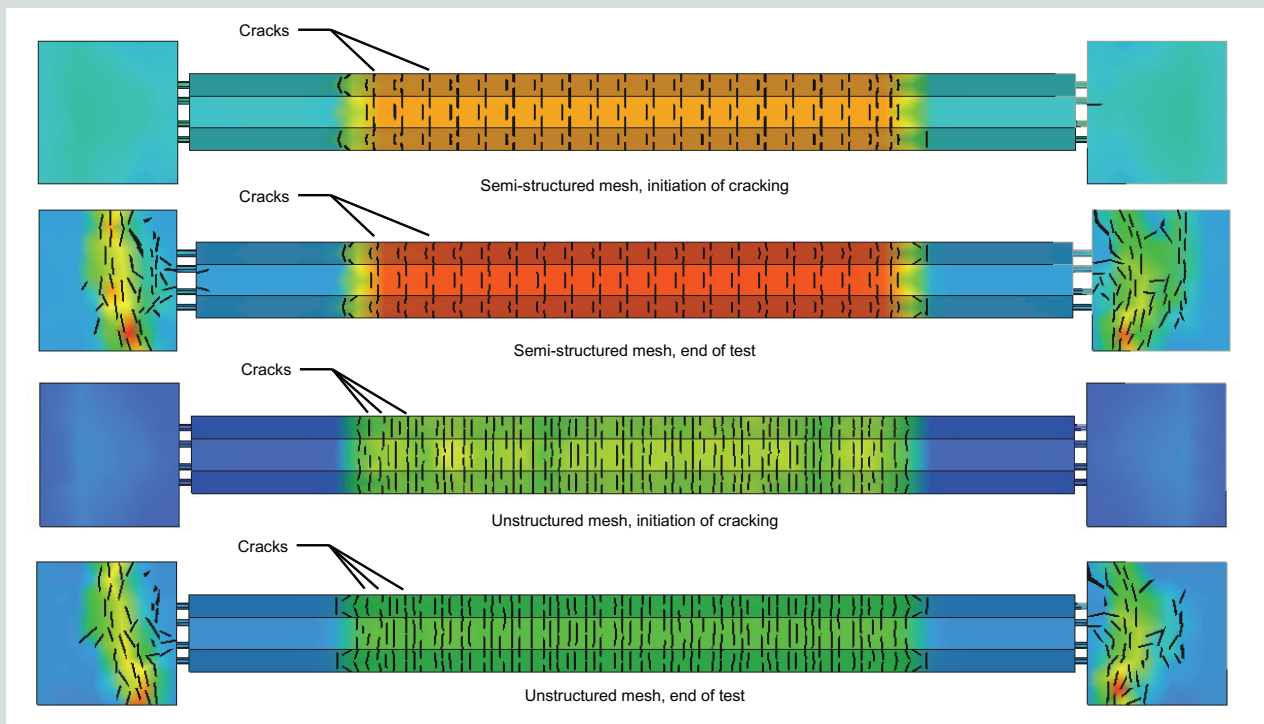 Cracks
Semi-structured mesh, initiation of cracking
Cracks
Semi-structured mesh, end of test
Cracks
Unstructured mesh, initiation of cracking
Cracks
Unstructured mesh, end of test